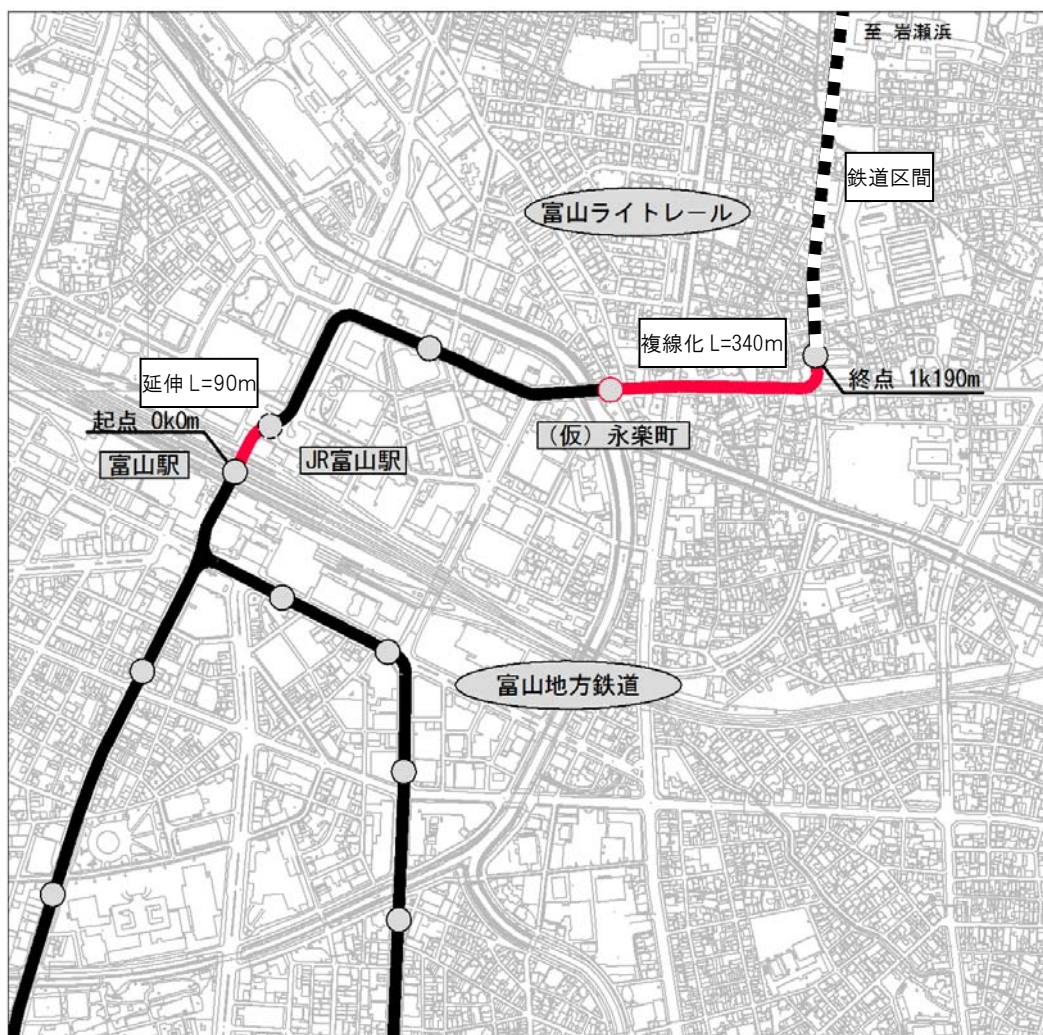 至 岩瀬浜
鉄道区間
富山ライトレール
複線化 L=340m
延伸 L=90m
終点 1k190m
起点 0k0m
（仮）永楽町
富山駅
JR富山駅
富山地方鉄道